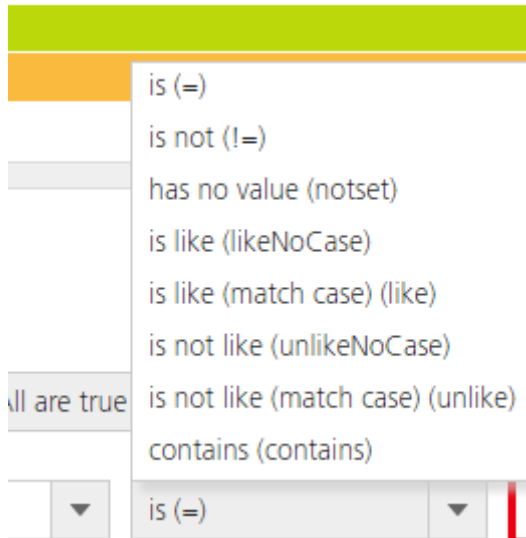 is (=)
is not (!=)
has no value (notset)
is like (likeNoCase)
is like (match case) (like)
is not like (unlikeNoCase)
All are true
is not like (match case) (unlike)
contains (contains)
is (=)